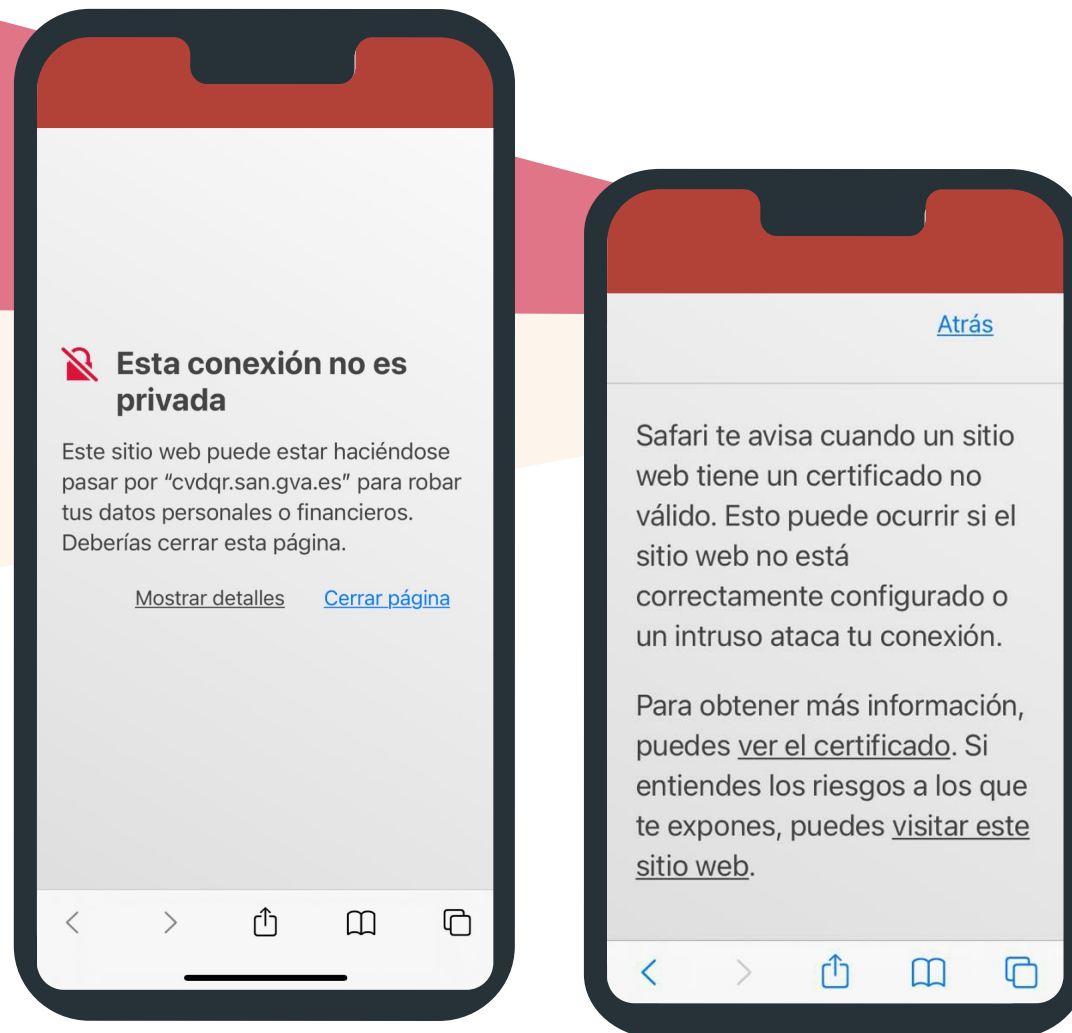 Esta conexión no es
privada
Este sitio web puede estar haciéndose
pasar por “cvdqr.san.gva.es” para robar
tus datos personales o financieros.
Deberías cerrar esta página.
Mostrar detalles Cerrar página
Atrás
Safari te avisa cuando un sitio
web tiene un certificado no
válido. Esto puede ocurrir si el
sitio web no está
correctamente configurado o
un intruso ataca tu conexión.
Para obtener más información,
puedes ver el certificado. Si
entiendes los riesgos a los que
te expones, puedes visitar este
sitio web.